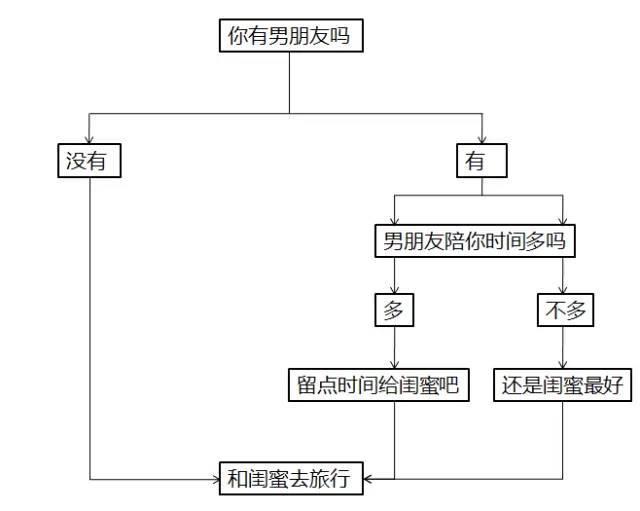 你有男朋友吗
没有
有
男朋友陪你时间多吗
多
不多
留点时间给闺蜜吧
还是闺蜜最好
和闺蜜去旅行